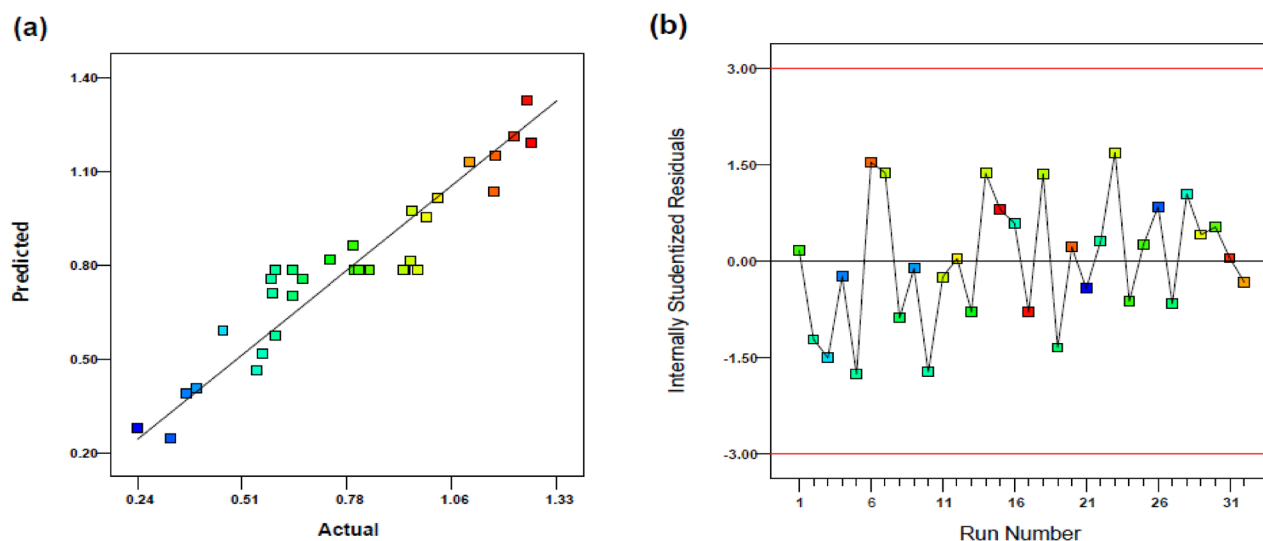 (a)
1.40
1.10
0.80
0.50
0.20
Predicted
0.24 0.51 0.78 1.06 1.33
Actual
(b)
3.00
1.50
0.00
-1.50
-3.00
Internally Studentized Residuals
1 6 11 16 21 26 31
Run Number